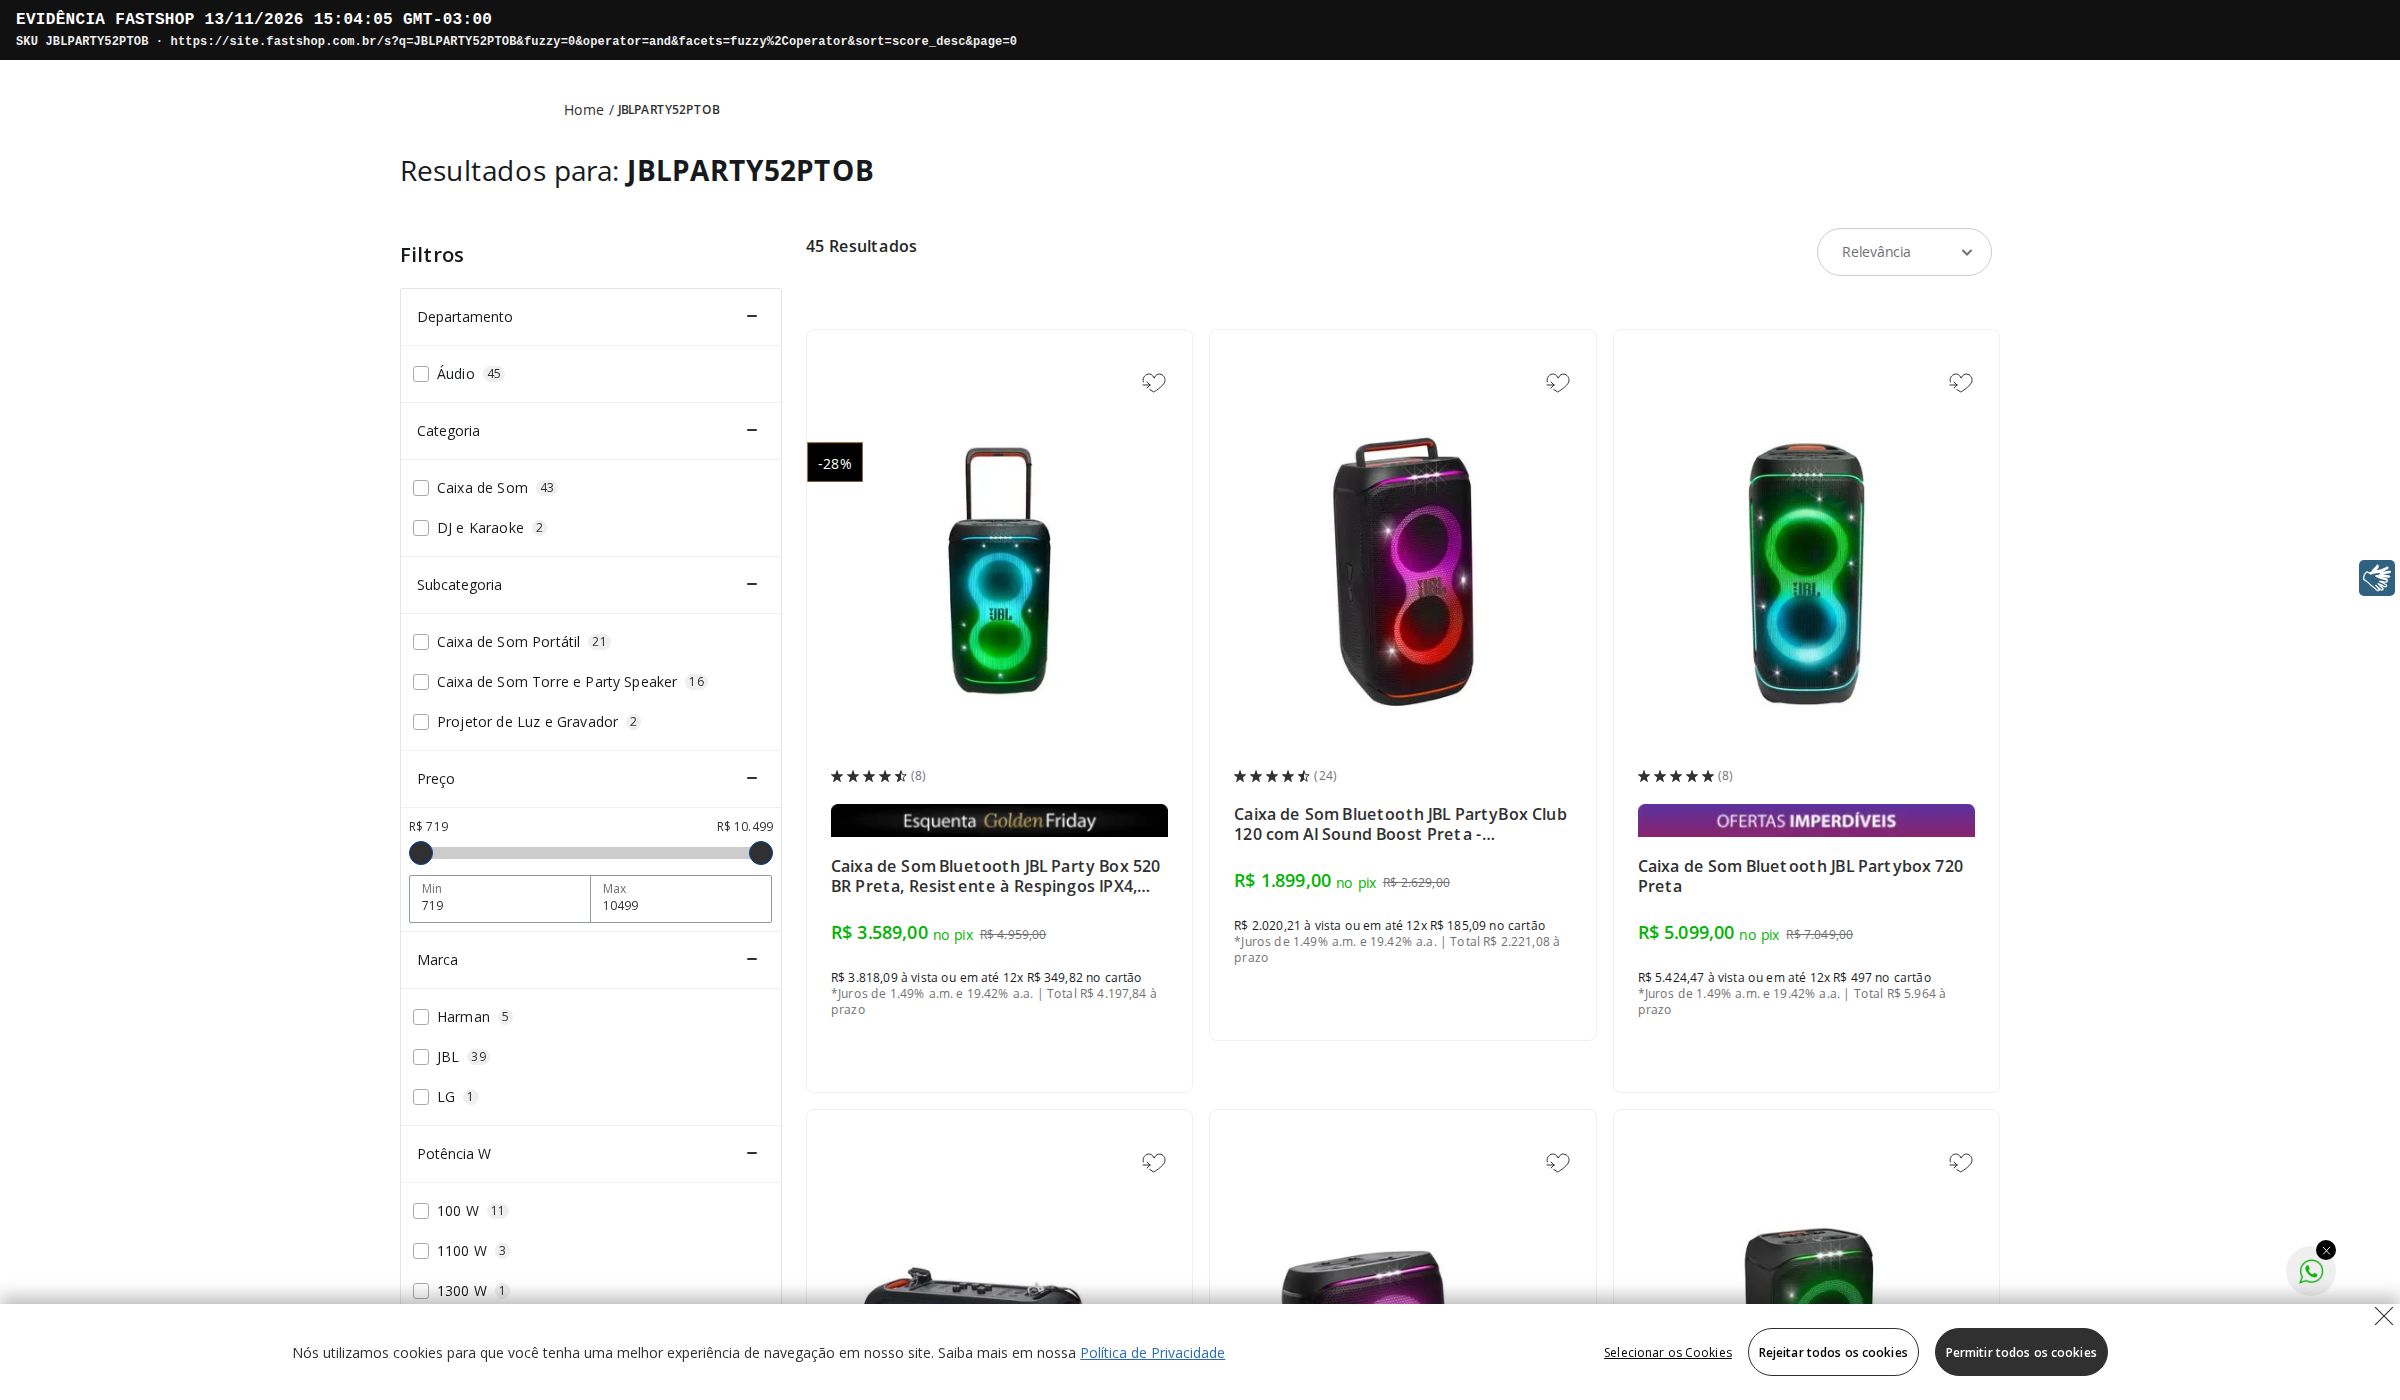 EVIDÊNCIA FASTSHOP 13/11/2026 15:04:05 GMT-03:00
SKU JBLPARTY52PTOB · https://site.fastshop.com.br/s?q=JBLPARTY52PTOB&fuzzy=0&operator=and&facets=fuzzy%2Coperator&sort=score_desc&page=0
Home / JBLPARTY52PTOB
Resultados para: JBLPARTY52PTOB
Filtros
Departamento
Áudio 45
Categoria
Caixa de Som 43
DJ e Karaoke 2
Subcategoria
Caixa de Som Portátil 21
Caixa de Som Torre e Party Speaker 16
Projetor de Luz e Gravador 2
Preço
R$ 719 R$ 10.499
Min Max
719 10499
Marca
Harman 5
JBL 39
LG 1
Potência W
100 W 11
1100 W 3
1300 W 1
45 Resultados
Relevância
-28%
JBL
(8)
Esquenta Golden Friday
Caixa de Som Bluetooth JBL Party Box 520
BR Preta, Resistente à Respingos IPX4,...
R$ 3.589,00 no pix R$ 4.959,00
R$ 3.818,09 à vista ou em até 12x R$ 349,82 no cartão
*Juros de 1.49% a.m. e 19.42% a.a. | Total R$ 4.197,84 à
prazo
JBL
(24)
Caixa de Som Bluetooth JBL PartyBox Club
120 com AI Sound Boost Preta -...
R$ 1.899,00 no pix R$ 2.629,00
R$ 2.020,21 à vista ou em até 12x R$ 185,09 no cartão
*Juros de 1.49% a.m. e 19.42% a.a. | Total R$ 2.221,08 à
prazo
JBL
(8)
OFERTAS IMPERDÍVEIS
Caixa de Som Bluetooth JBL Partybox 720
Preta
R$ 5.099,00 no pix R$ 7.049,00
R$ 5.424,47 à vista ou em até 12x R$ 497 no cartão
*Juros de 1.49% a.m. e 19.42% a.a. | Total R$ 5.964 à
prazo
Nós utilizamos cookies para que você tenha uma melhor experiência de navegação em nosso site. Saiba mais em nossa Política de Privacidade
Selecionar os Cookies
Rejeitar todos os cookies
Permitir todos os cookies